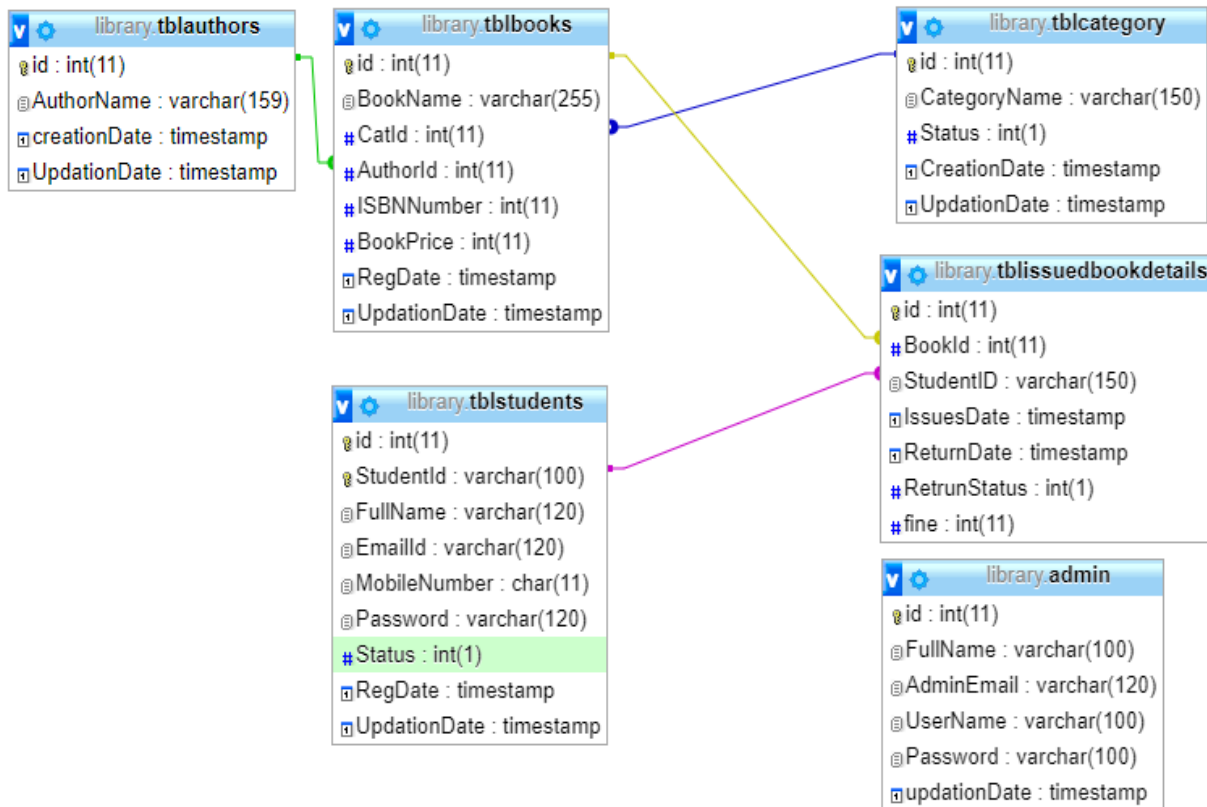 library.tblauthors
id : int(11)
AuthorName : varchar(159)
creationDate : timestamp
UpdationDate : timestamp
library.tblbooks
id : int(11)
BookName : varchar(255)
CatId : int(11)
AuthorId : int(11)
ISBNNumber : int(11)
BookPrice : int(11)
RegDate : timestamp
UpdationDate : timestamp
library.tblcategory
id : int(11)
CategoryName : varchar(150)
Status : int(1)
CreationDate : timestamp
UpdationDate : timestamp
library.tblissuedbookdetails
id : int(11)
BookId : int(11)
StudentID : varchar(150)
IssuesDate : timestamp
ReturnDate : timestamp
RetrunStatus : int(1)
fine : int(11)
library.tblstudents
id : int(11)
StudentId : varchar(100)
FullName : varchar(120)
EmailId : varchar(120)
MobileNumber : char(11)
Password : varchar(120)
Status : int(1)
RegDate : timestamp
UpdationDate : timestamp
library.admin
id : int(11)
FullName : varchar(100)
AdminEmail : varchar(120)
UserName : varchar(100)
Password : varchar(100)
updationDate : timestamp